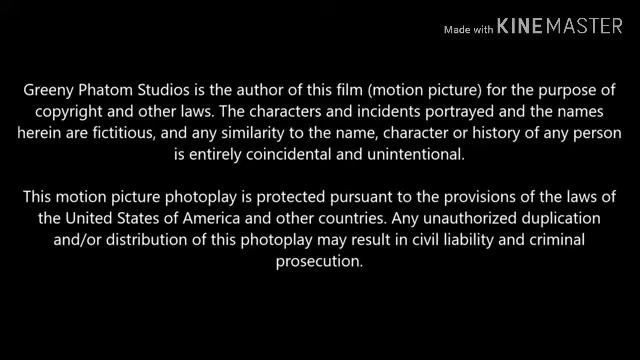 Made with KINEMASTER
Greeny Phatom Studios is the author of this film (motion picture) for the purpose of
copyright and other laws. The characters and incidents portrayed and the names
herein are fictitious, and any similarity to the name, character or history of any person
is entirely coincidental and unintentional.
This motion picture photoplay is protected pursuant to the provisions of the laws of
the United States of America and other countries. Any unauthorized duplication
and/or distribution of this photoplay may result in civil liability and criminal
prosecution.